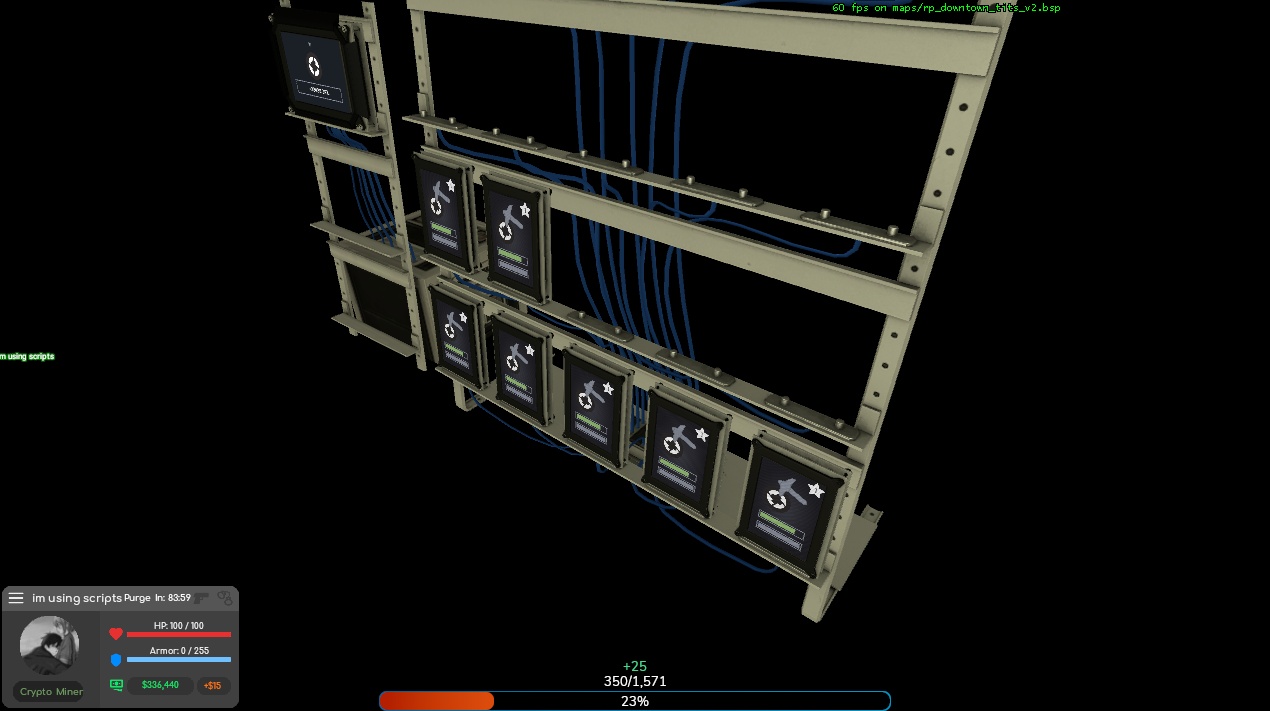 60 fps on maps/rp_downtown_tits_v2.bsp
m using scripts
im using scripts
Purge In: 83:59
HP: 100 / 100
Armor: 0 / 255
$336,440
+$15
Crypto Miner
+25
350/1,571
23%